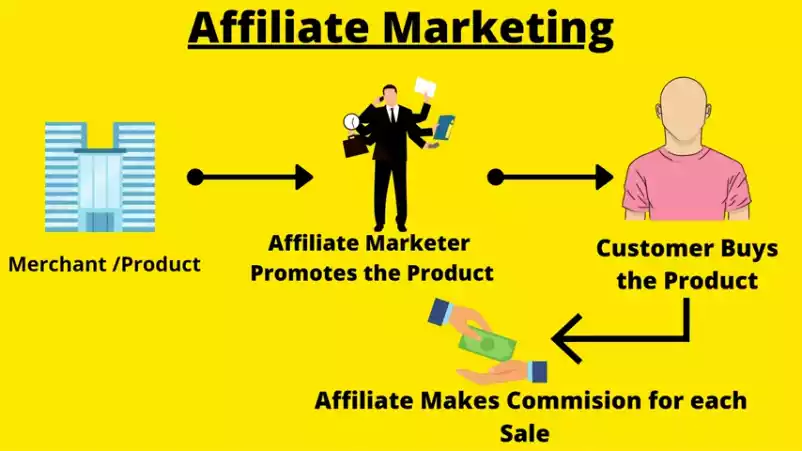 Affiliate Marketing
Merchant /Product
Affiliate Marketer
Promotes the Product
Customer Buys
the Product
Affiliate Makes Commision for each
Sale